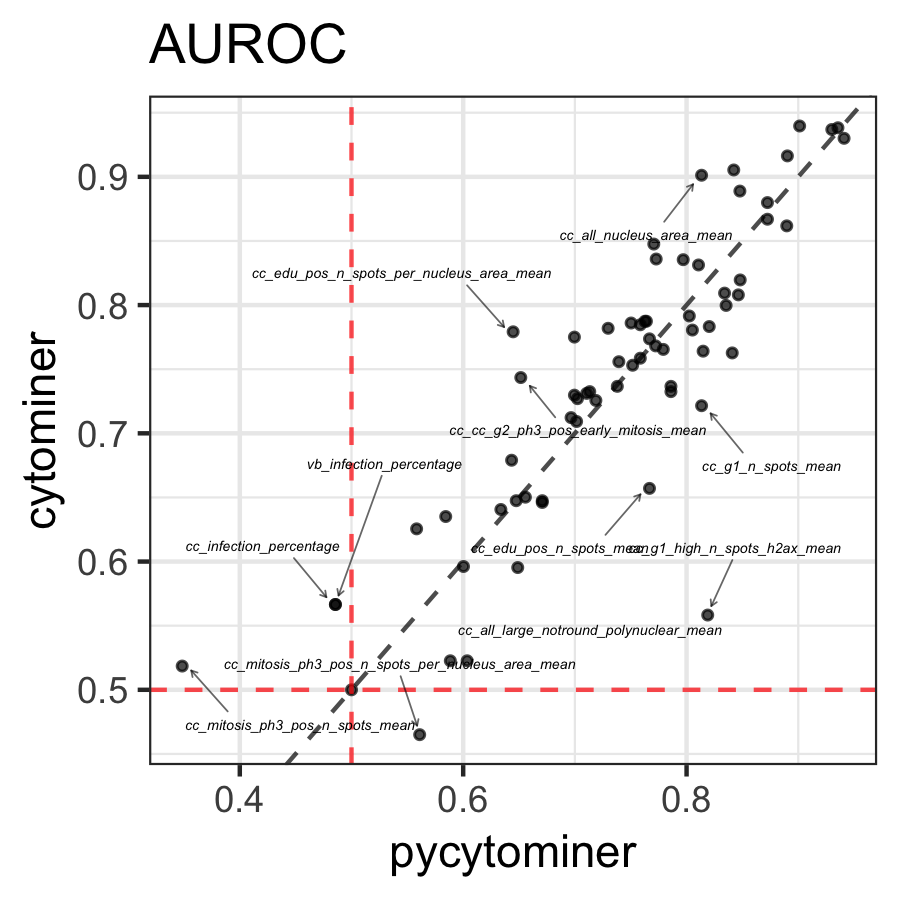 AUROC
cytominer
0.9
0.8
0.7
0.6
0.5
cc_all_nucleus_area_mean
cc_edu_pos_n_spots_per_nucleus_area_mean
cc_cc_g2_ph3_pos_early_mitosis_mean
vb_infection_percentage
cc_g1_n_spots_mean
cc_infection_percentage
cc_edu_pos_n_spots_mean
cc_g1_high_n_spots_h2ax_mean
cc_all_large_notround_polynuclear_mean
cc_mitosis_ph3_pos_n_spots_per_nucleus_area_mean
cc_mitosis_ph3_pos_n_spots_mean
0.4
0.6
0.8
pycytominer